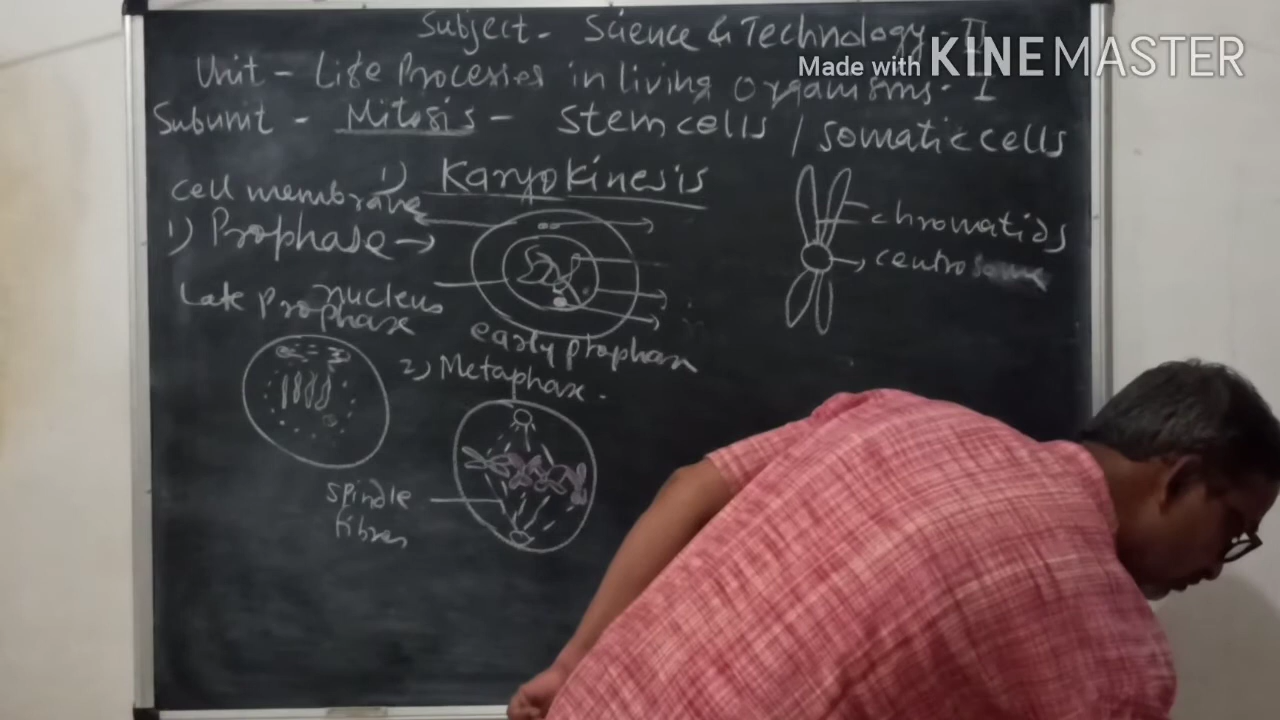 Subject - Science & Technology - II
Made with KINEMASTER
Unit - Life Processes in living organisms - I
Subunit - Mitosis - Stem cells / somatic cells
1) Karyokinesis
cell membrane
1) Prophase →
nucleus
Late Prophase
early prophase
chromatids
centrosome
2) Metaphase.
spindle
fibres